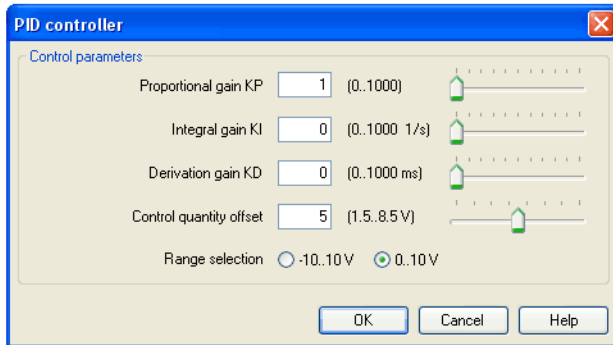 PID controller
Control parameters
Proportional gain KP 1 (0..1000)
Integral gain KI 0 (0..1000 1/s)
Derivation gain KD 0 (0..1000 ms)
Control quantity offset 5 (1.5..8.5 V)
Range selection -10..10 V 0..10 V
OK Cancel Help